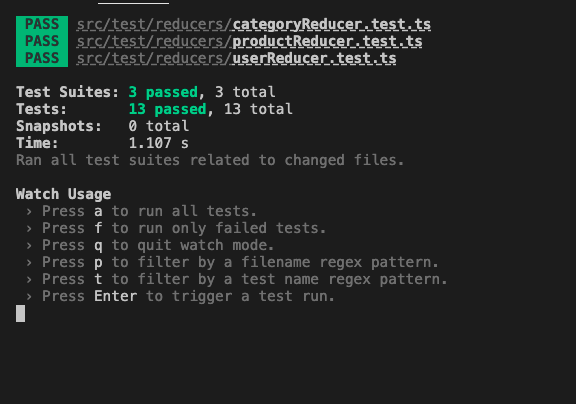 PASS src/test/reducers/categoryReducer.test.ts
PASS src/test/reducers/productReducer.test.ts
PASS src/test/reducers/userReducer.test.ts
Test Suites: 3 passed, 3 total
Tests: 13 passed, 13 total
Snapshots: 0 total
Time: 1.107 s
Ran all test suites related to changed files.
Watch Usage
› Press a to run all tests.
› Press f to run only failed tests.
› Press q to quit watch mode.
› Press p to filter by a filename regex pattern.
› Press t to filter by a test name regex pattern.
› Press Enter to trigger a test run.